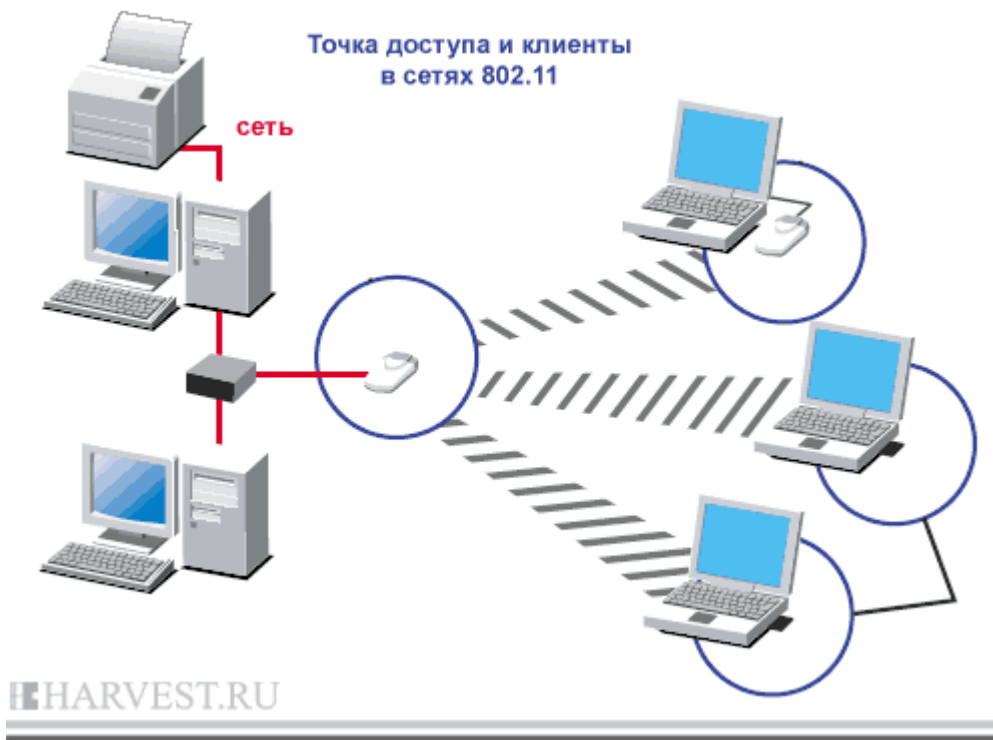 Точка доступа и клиенты
в сетях 802.11
сеть
HARVEST.RU